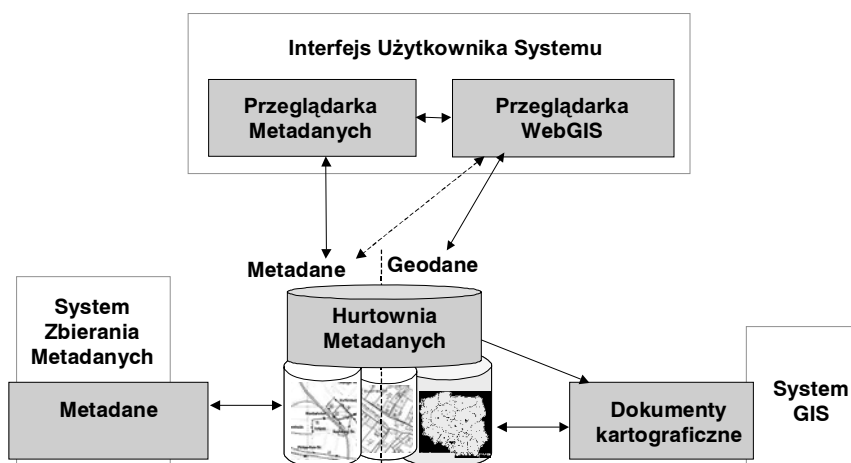 Interfejs Użytkownika Systemu
Przeglądarka
Metadanych
Przeglądarka
WebGIS
Metadane
Geodane
System
Zbierania
Metadanych
Hurtownia
Metadanych
Metadane
Dokumenty
kartograficzne
System
GIS